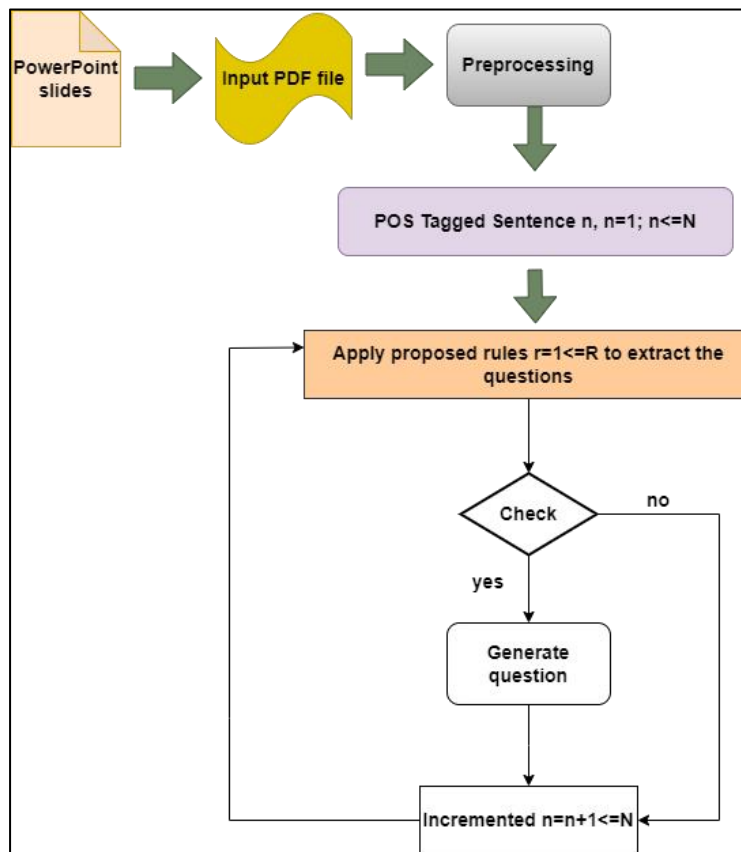 PowerPoint
slides
Input PDF file
Preprocessing
POS Tagged Sentence n, n=1; n<=N
Apply proposed rules r=1<=R to extract the
questions
Check
no
yes
Generate
question
Incremented n=n+1<=N